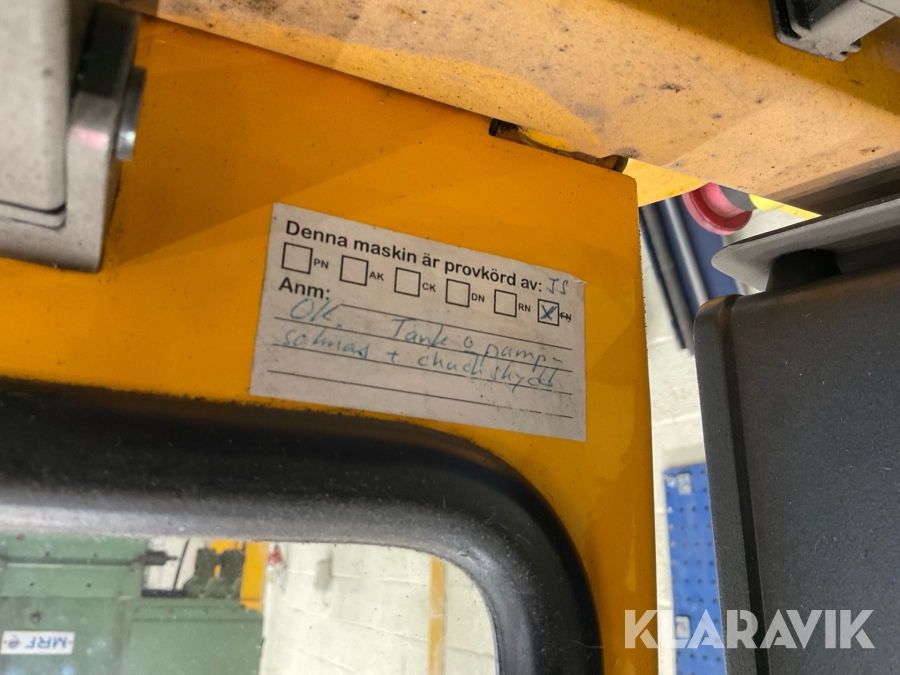 Denna maskin är provkörd av: JS
PN AK CK DN RN FN
Anm:
OK. Tank o pump-
saknas + chuckskydd
MRF
KLARAVIK